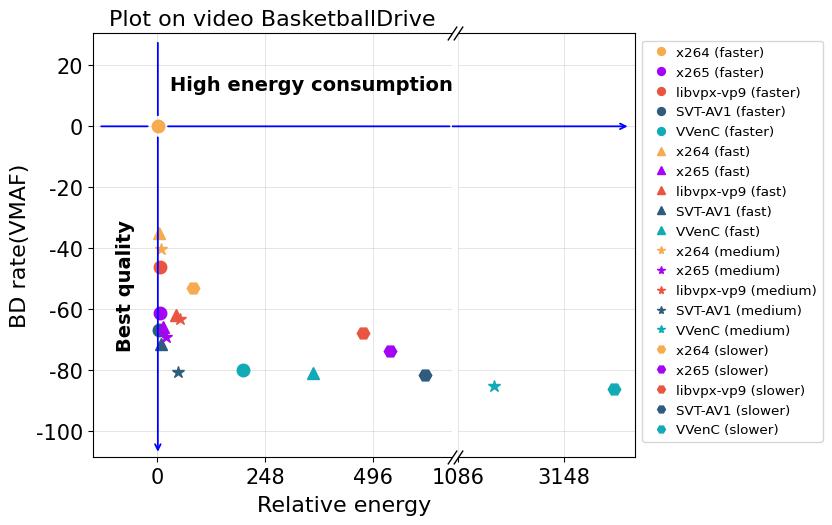 Plot on video BasketballDrive
High energy consumption
Best quality
BD rate(VMAF)
20
0
-20
-40
-60
-80
-100
0 248 496 1086 3148
Relative energy
x264 (faster)
x265 (faster)
libvpx-vp9 (faster)
SVT-AV1 (faster)
VVenC (faster)
x264 (fast)
x265 (fast)
libvpx-vp9 (fast)
SVT-AV1 (fast)
VVenC (fast)
x264 (medium)
x265 (medium)
libvpx-vp9 (medium)
SVT-AV1 (medium)
VVenC (medium)
x264 (slower)
x265 (slower)
libvpx-vp9 (slower)
SVT-AV1 (slower)
VVenC (slower)